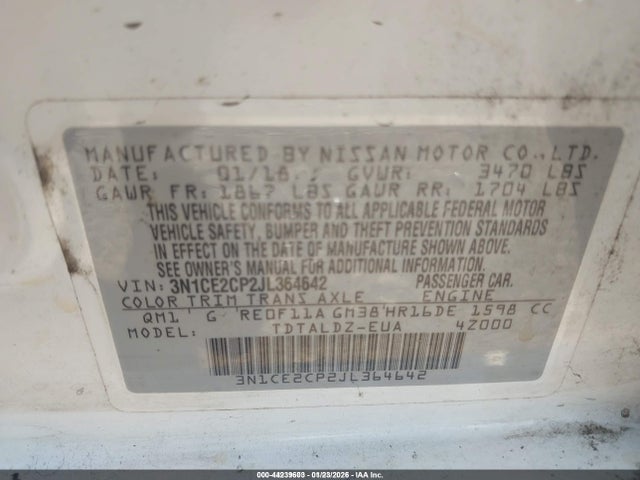 MANUFACTURED BY NISSAN MOTOR CO., LTD.
DATE: 01/18 GVWR: 3470 LBS
GAWR FR: 1867 LBS GAWR RR: 1704 LBS
THIS VEHICLE CONFORMS TO ALL APPLICABLE FEDERAL MOTOR
VEHICLE SAFETY, BUMPER AND THEFT PREVENTION STANDARDS
IN EFFECT ON THE DATE OF MANUFACTURE SHOWN ABOVE.
SEE OWNER'S MANUAL FOR ADDITIONAL INFORMATION.
VIN: 3N1CE2CP2JL364642 PASSENGER CAR.
COLOR TRIM TRANS AXLE ENGINE
QM1 G RE0F11A GM38 HR16DE 1598 CC
MODEL TDTALDZ-EUA 4Z000
3N1CE2CP2JL364642
000-44239603 - 01/23/2026 - IAA Inc.